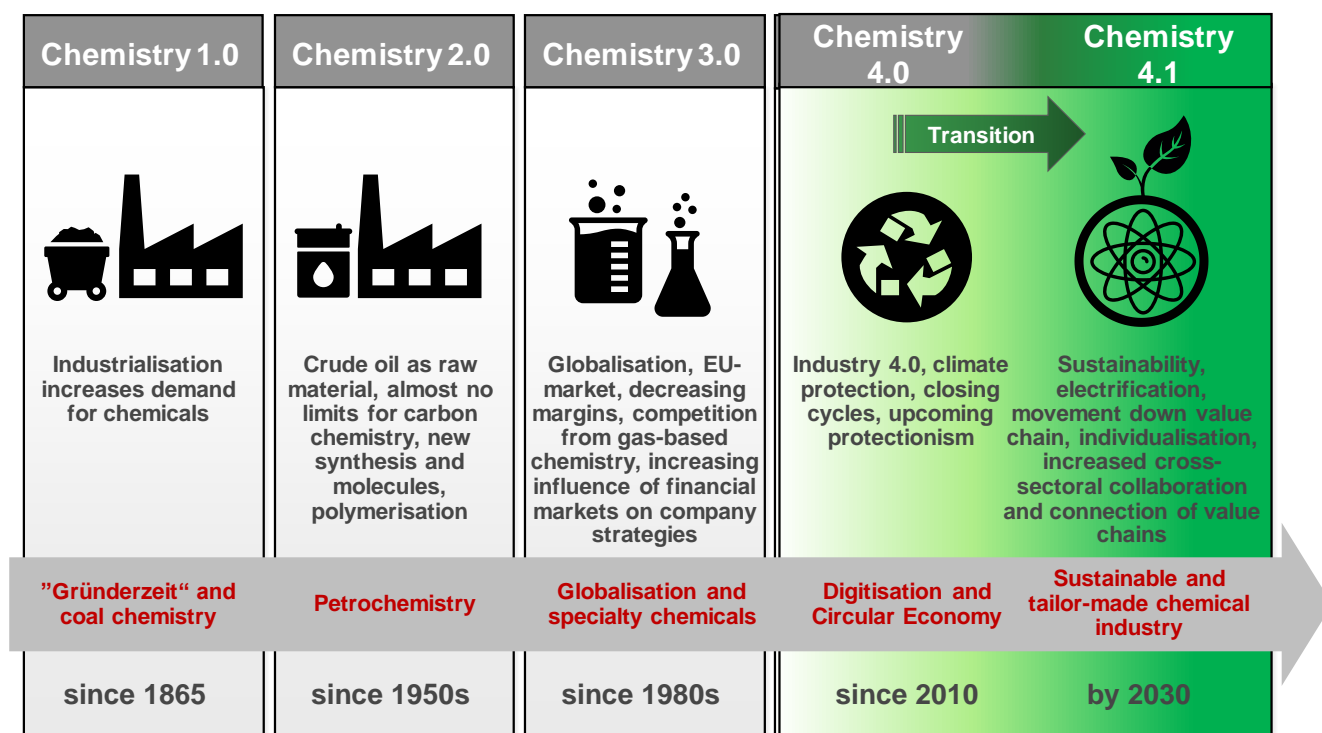 Chemistry 1.0
Industrialisation
increases demand
for chemicals
”Gründerzeit“ and
coal chemistry
since 1865
Chemistry 2.0
Crude oil as raw
material, almost no
limits for carbon
chemistry, new
synthesis and
molecules,
polymerisation
Petrochemistry
since 1950s
Chemistry 3.0
Globalisation, EU-
market, decreasing
margins, competition
from gas-based
chemistry, increasing
influence of financial
markets on company
strategies
Globalisation and
specialty chemicals
since 1980s
Chemistry
4.0
Transition
Industry 4.0, climate
protection, closing
cycles, upcoming
protectionism
Digitisation and
Circular Economy
since 2010
Chemistry
4.1
Sustainability,
electrification,
movement down value
chain, individualisation,
increased cross-
sectoral collaboration
and connection of value
chains
Sustainable and
tailor-made chemical
industry
by 2030